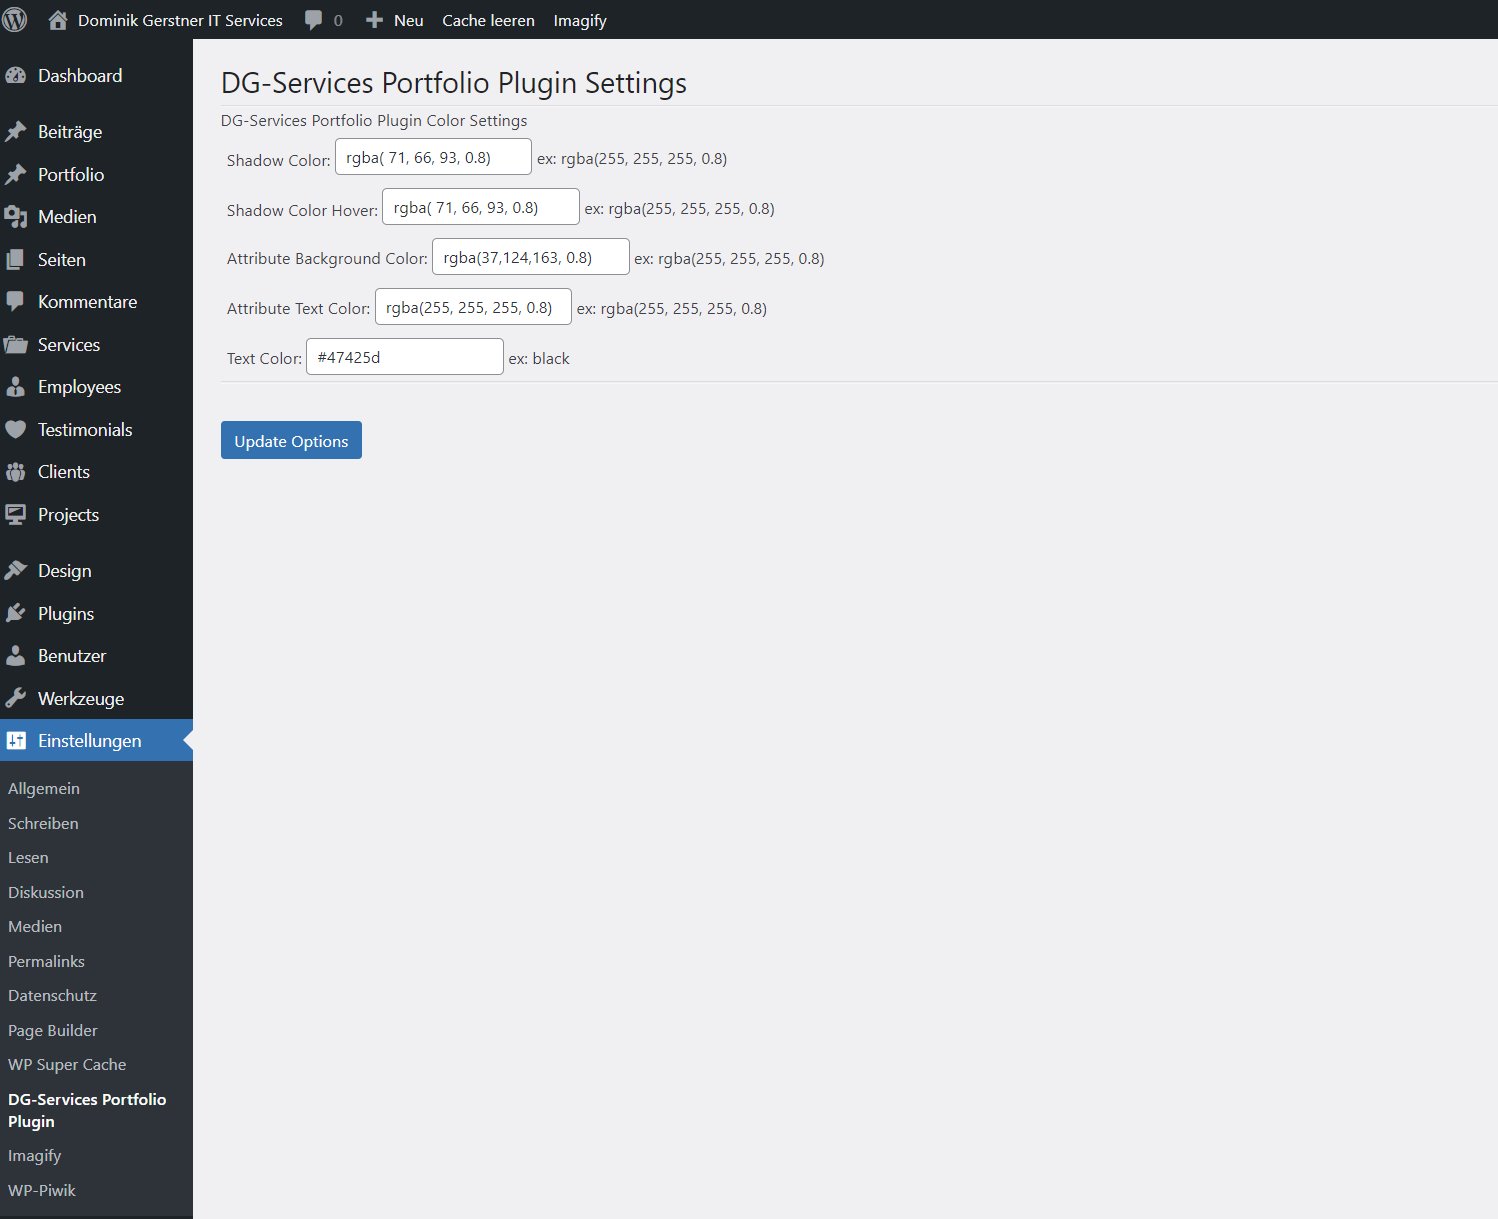 Dominik Gerstner IT Services 0 Neu Cache leeren Imagify
Dashboard
Beiträge
Portfolio
Medien
Seiten
Kommentare
Services
Employees
Testimonials
Clients
Projects
Design
Plugins
Benutzer
Werkzeuge
Einstellungen
Allgemein
Schreiben
Lesen
Diskussion
Medien
Permalinks
Datenschutz
Page Builder
WP Super Cache
DG-Services Portfolio
Plugin
Imagify
WP-Piwik
DG-Services Portfolio Plugin Settings
DG-Services Portfolio Plugin Color Settings
Shadow Color: rgba( 71, 66, 93, 0.8) ex: rgba(255, 255, 255, 0.8)
Shadow Color Hover: rgba( 71, 66, 93, 0.8) ex: rgba(255, 255, 255, 0.8)
Attribute Background Color: rgba(37,124,163, 0.8) ex: rgba(255, 255, 255, 0.8)
Attribute Text Color: rgba(255, 255, 255, 0.8) ex: rgba(255, 255, 255, 0.8)
Text Color: #47425d ex: black
Update Options